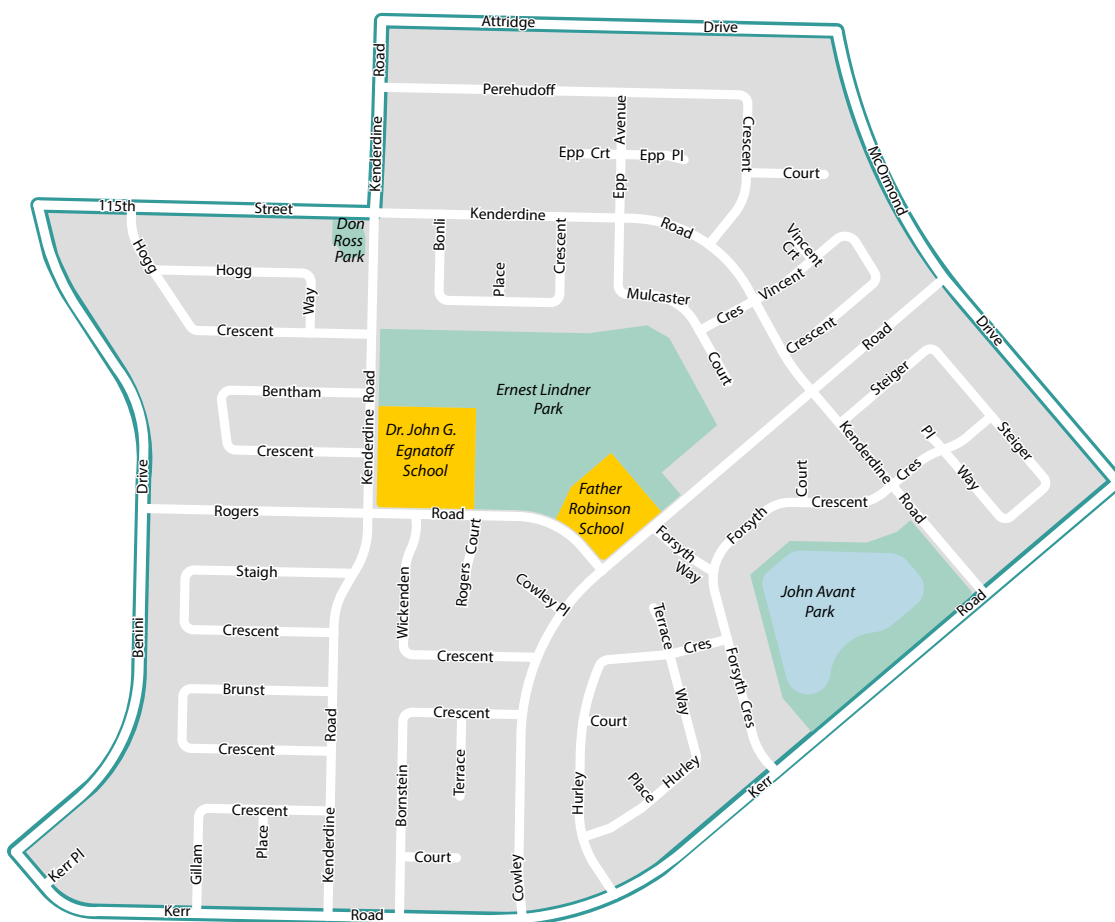 Attridge
Drive
Road
Kenderdine
Perehudoff
Crescent
Avenue
Epp Crt
Epp Pl
Epp
Court
McOrmond
Drive
115th
Street
Don
Ross
Park
Kenderdine
Road
Bonli
Place
Crescent
Hogg
Hogg
Way
Crescent
Mulcaster
Court
Cres
Vincent
Vincent
Crt
Crescent
Road
Steiger
Steiger
Pl
Way
Bentham
Crescent
Kenderdine Road
Ernest Lindner
Park
Dr. John G.
Egnatoff
School
Father
Robinson
School
Kenderdine
Road
Cres
Crescent
Court
Forsyth
Forsyth
Way
Drive
Rogers
Road
Rogers Court
Wickenden
Crescent
Cowley Pl
Staigh
Crescent
John Avant
Park
Road
Terrace
Way
Cres
Forsyth Cres
Benini
Brunst
Crescent
Road
Crescent
Terrace
Bornstein
Court
Court
Hurley
Place
Hurley
Kerr
Crescent
Place
Gillam
Kenderdine
Cowley
Kerr Pl
Kerr
Road